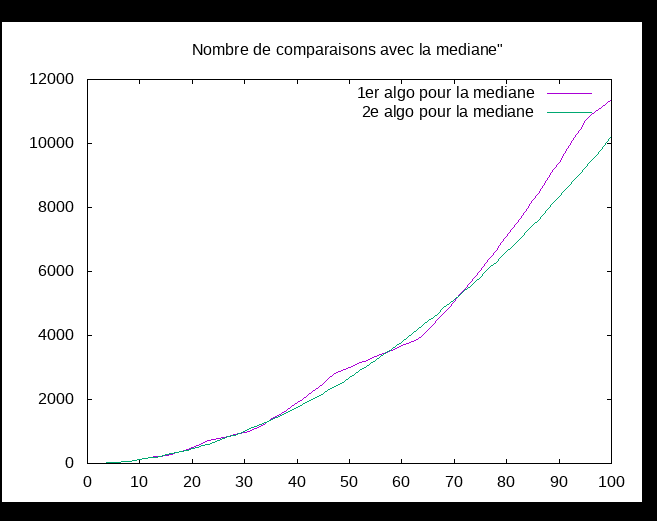 Nombre de comparaisons avec la mediane"
12000
10000
8000
6000
4000
2000
0
1er algo pour la mediane
2e algo pour la mediane
0 10 20 30 40 50 60 70 80 90 100